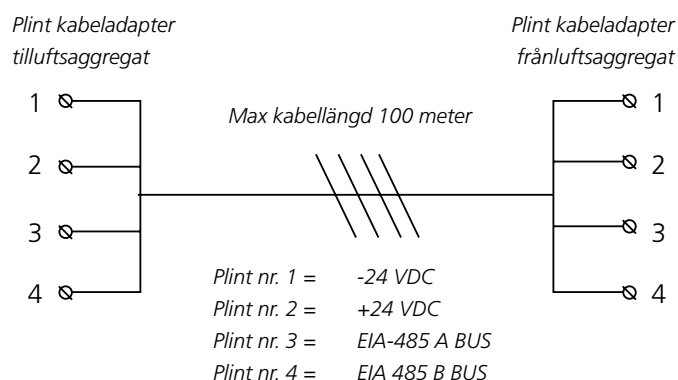 Plint kabeladapter
tilluftsaggregat
Plint kabeladapter
frånluftsaggregat
1
2
3
4
Max kabellängd 100 meter
1
2
3
4
Plint nr. 1 = -24 VDC
Plint nr. 2 = +24 VDC
Plint nr. 3 = EIA-485 A BUS
Plint nr. 4 = EIA 485 B BUS